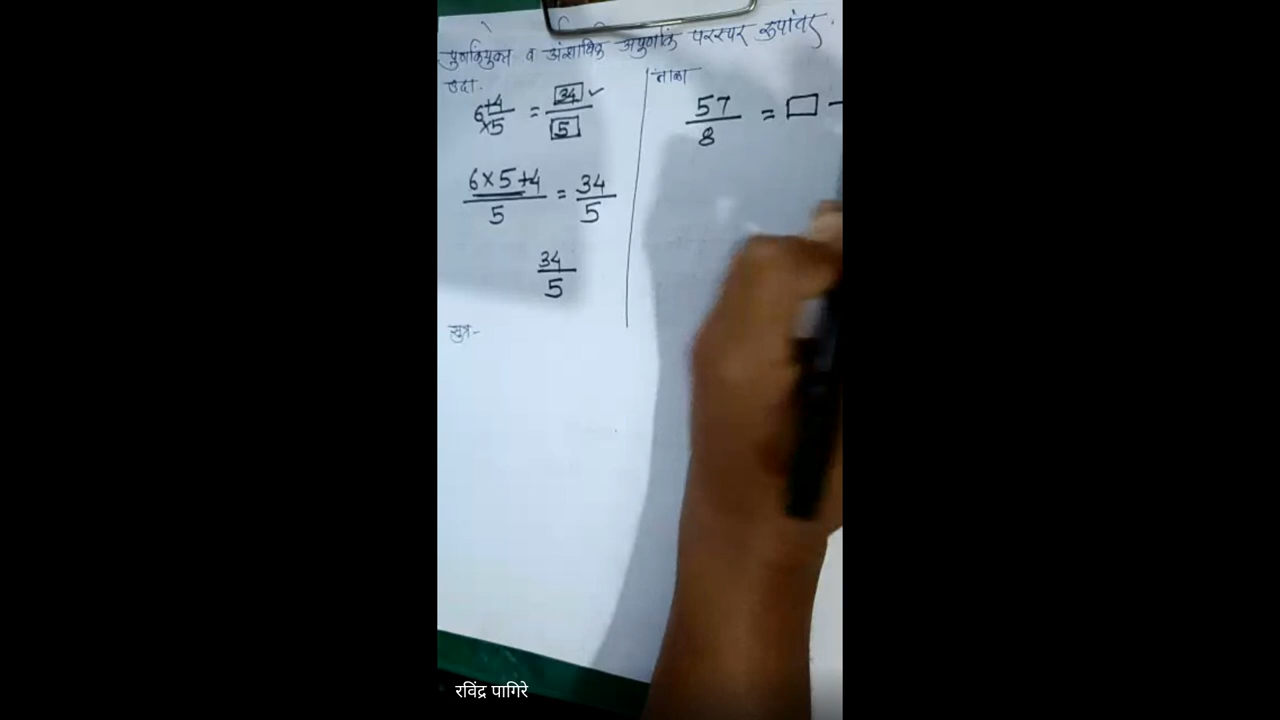 पूर्णांकयुक्त व अंशाधिक अपूर्णांक परस्पर रुपांतर.
उदा.
6 +4/×5 = 34/5 ✓
6×5+4/5 = 34/5
34/5
सुत्र-
ताळा
57/8 = □ -
रविंद्र पागिरे